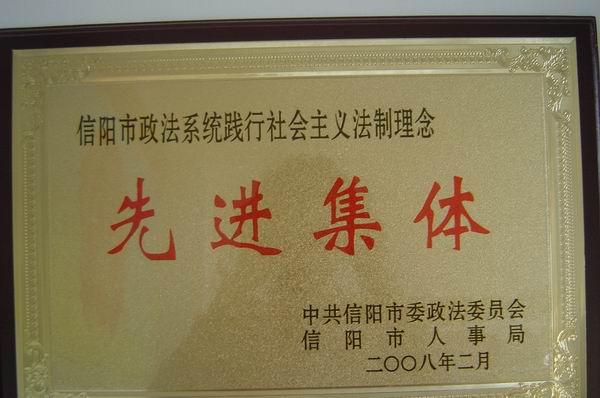 信阳市政法系统践行社会主义法制理念
先进集体
中共信阳市委政法委员会
信阳市人事局
二〇〇八年二月